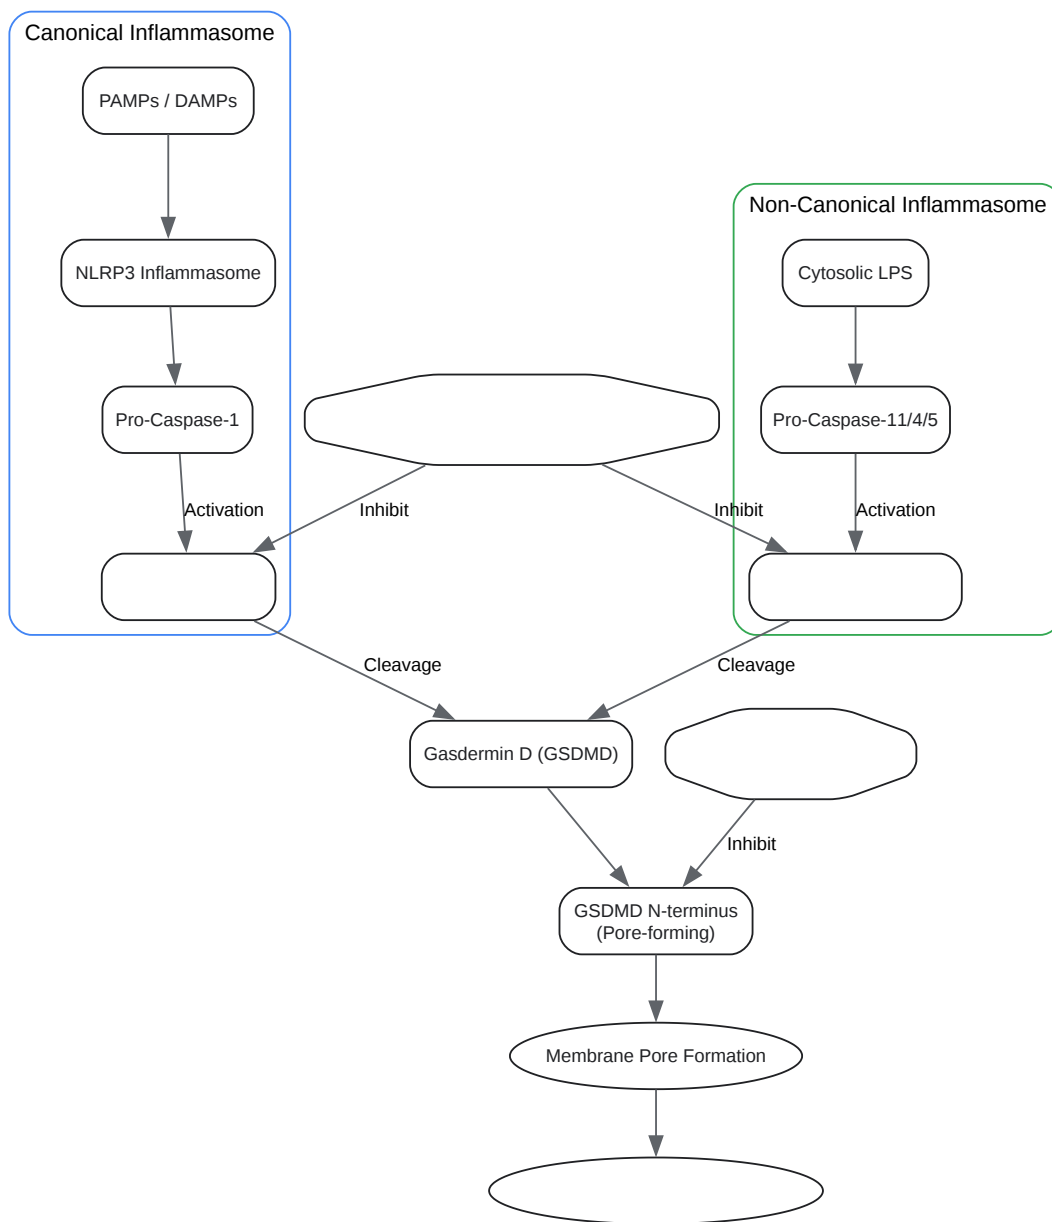 Canonical Inflammasome
PAMPs / DAMPs
Non-Canonical Inflammasome
NLRP3 Inflammasome
Cytosolic LPS
Pro-Caspase-1
Pro-Caspase-11/4/5
Activation
Inhibit
Inhibit
Activation
Cleavage
Cleavage
Gasdermin D (GSDMD)
Inhibit
GSDMD N-terminus
(Pore-forming)
Membrane Pore Formation